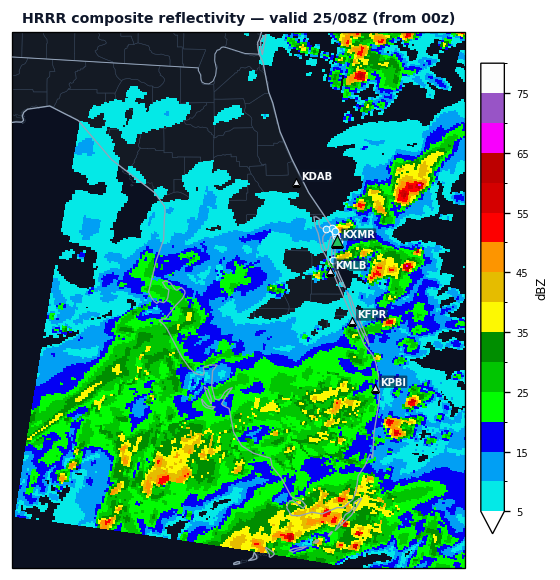 HRRR composite reflectivity — valid 25/08Z (from 00z)
KDAB
KXMR
KMLB
KFPR
KPBI
75
65
55
45
35
25
15
5
dBZ